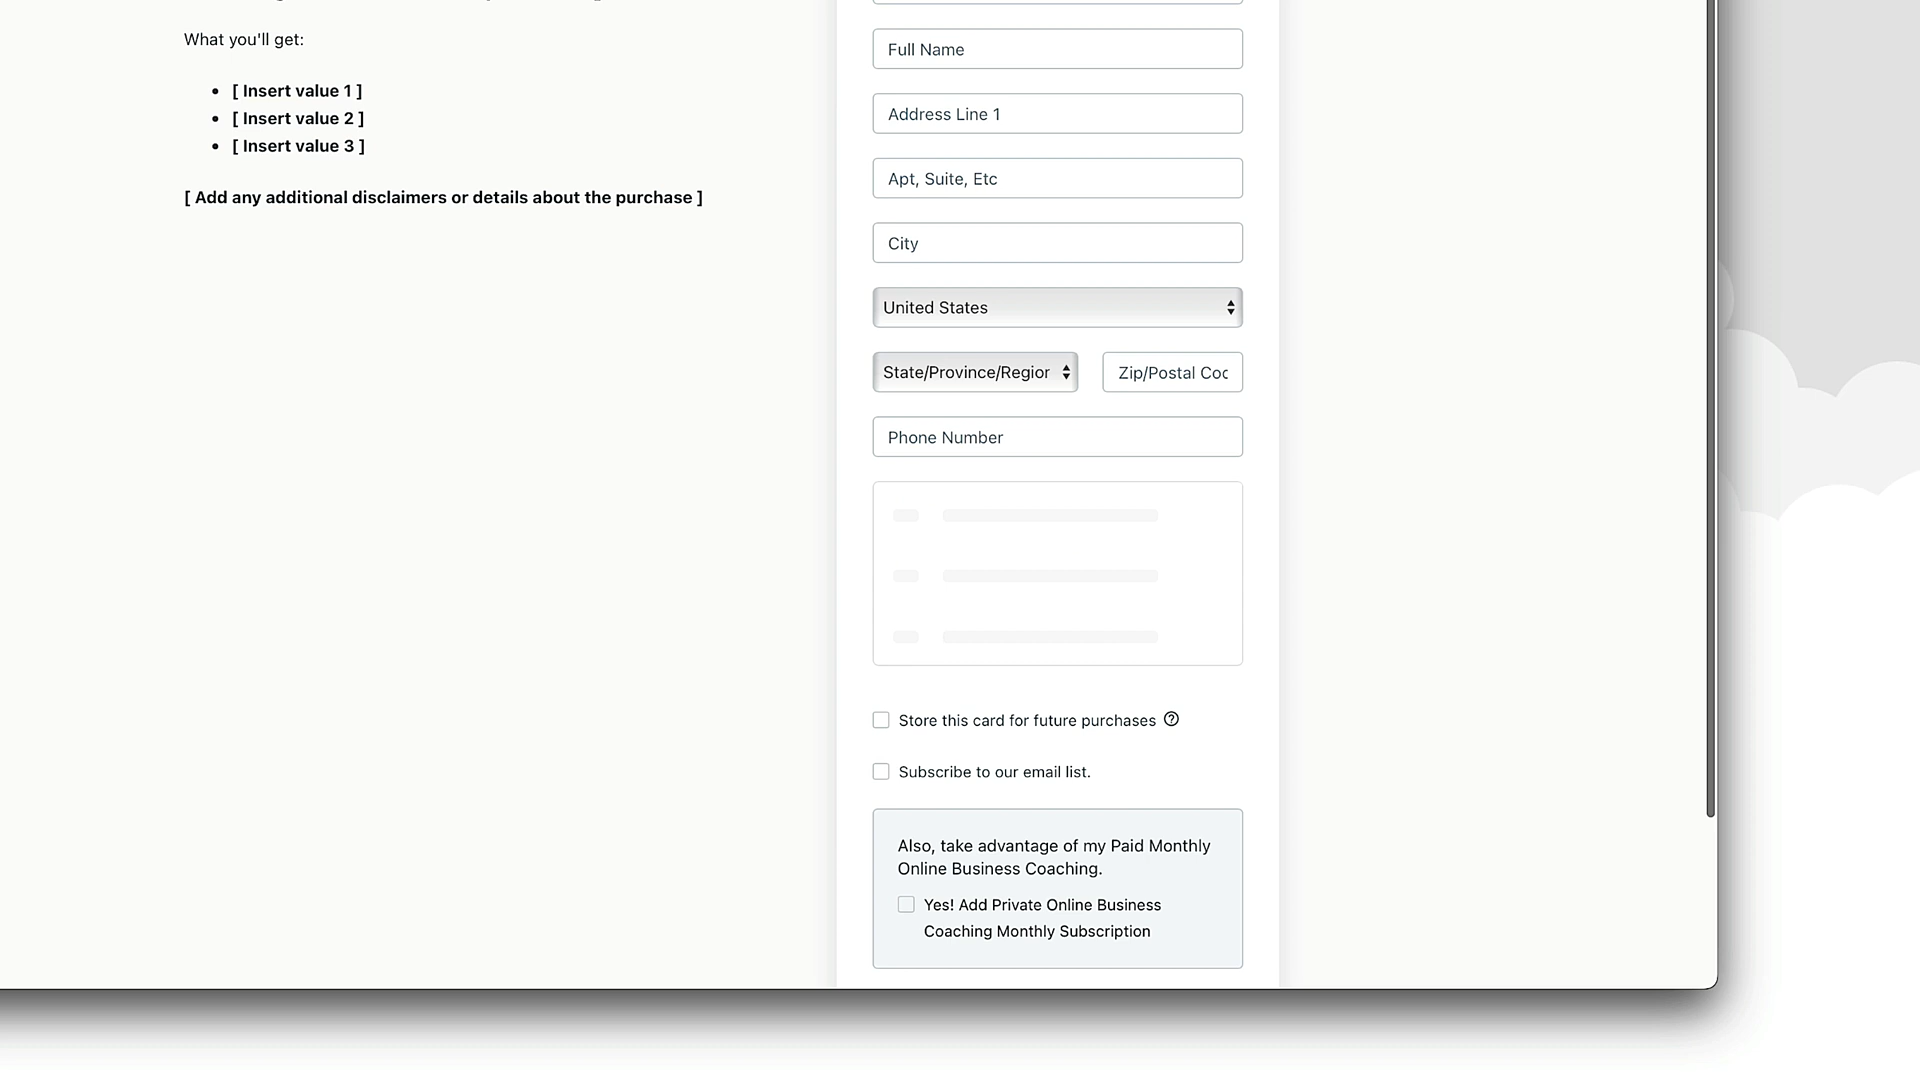 What you'll get:
• [ Insert value 1 ]
• [ Insert value 2 ]
• [ Insert value 3 ]
[ Add any additional disclaimers or details about the purchase ]
Full Name
Address Line 1
Apt, Suite, Etc
City
United States
State/Province/Region
Zip/Postal Coc
Phone Number
Store this card for future purchases ?
Subscribe to our email list.
Also, take advantage of my Paid Monthly
Online Business Coaching.
Yes! Add Private Online Business
Coaching Monthly Subscription